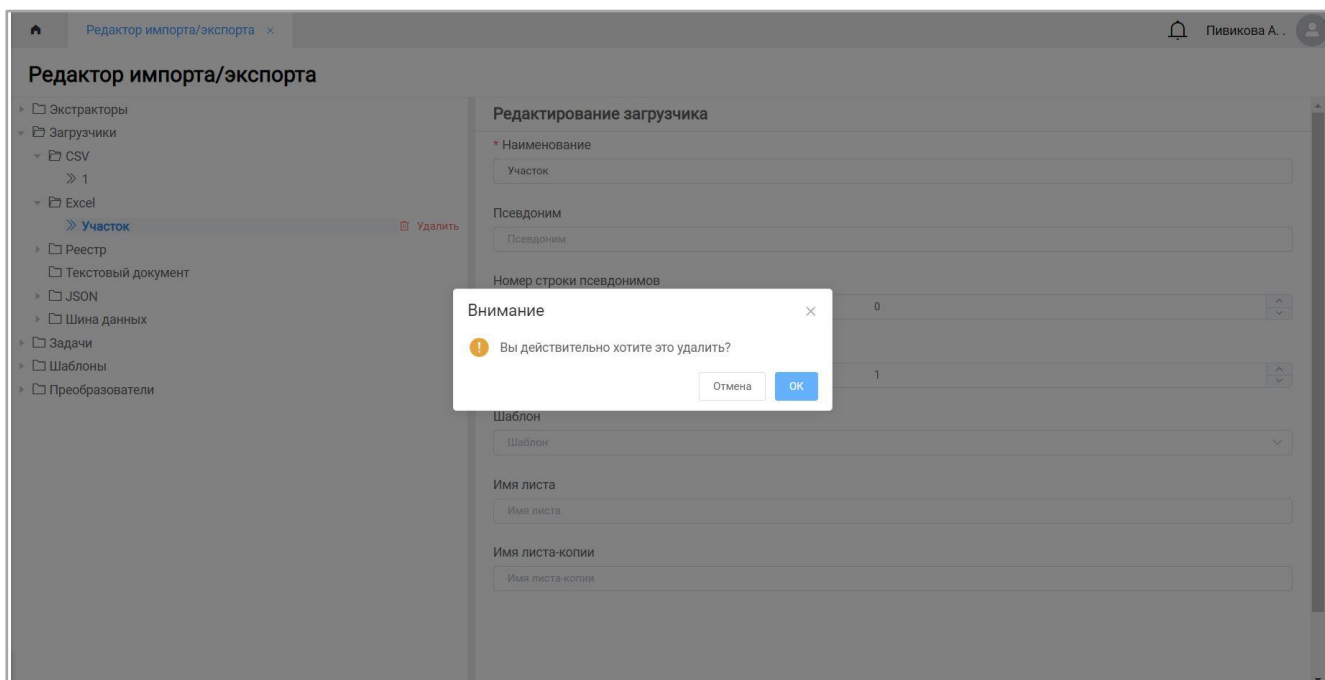 Редактор импорта/экспорта ×
Пивикова А. .
Редактор импорта/экспорта
Экстракторы
Загрузчики
CSV
1
Excel
Участок
Удалить
Реестр
Текстовый документ
JSON
Шина данных
Задачи
Шаблоны
Преобразователи
Редактирование загрузчика
* Наименование
Участок
Псевдоним
Псевдоним
Номер строки псевдонимов
0
1
Шаблон
Шаблон
Имя листа
Имя листа
Имя листа-копии
Имя листа-копии
Внимание
Вы действительно хотите это удалить?
Отмена
ОК